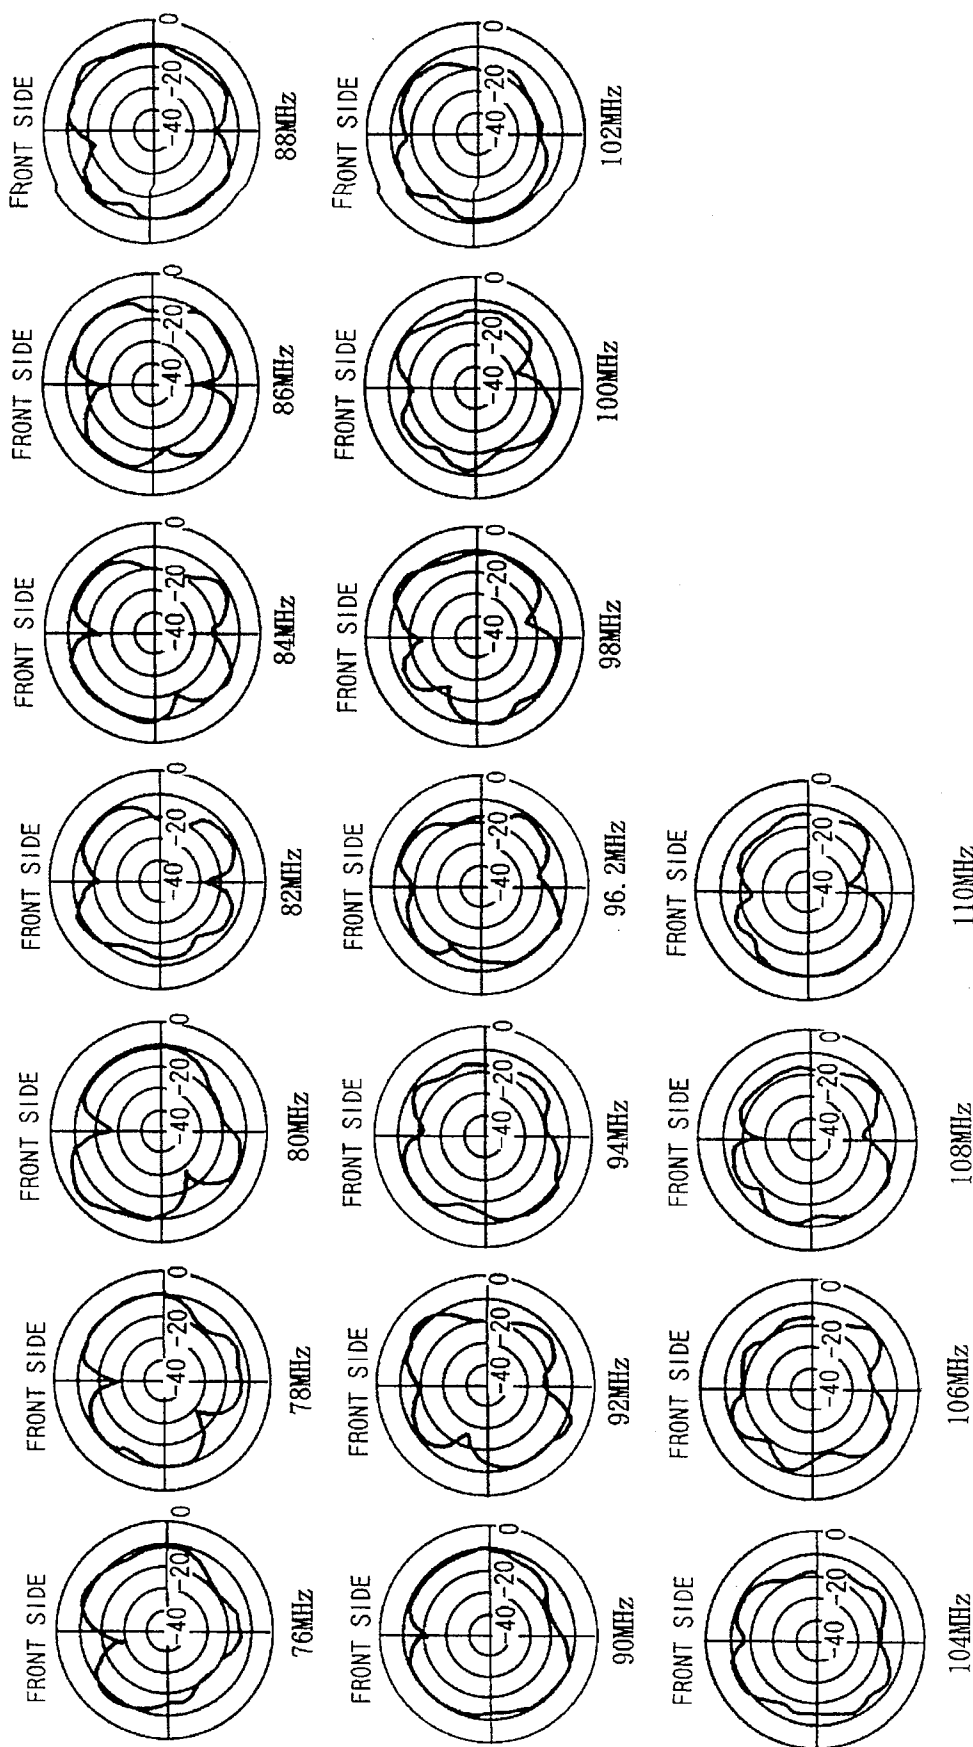 FRONT SIDE FRONT SIDE FRONT SIDE FRONT SIDE FRONT SIDE FRONT SIDE FRONT SIDE
-40 -20 0 -40 -20 0 -40 -20 0 -40 -20 0 -40 -20 0 -40 -20 0 -40 -20 0
76MHz 78MHz 80MHz 82MHz 84MHz 86MHz 88MHz
FRONT SIDE FRONT SIDE FRONT SIDE FRONT SIDE FRONT SIDE FRONT SIDE FRONT SIDE
-40 -20 0 -40 -20 0 -40 -20 0 -40 -20 0 -40 -20 0 -40 -20 0 -40 -20 0
90MHz 92MHz 94MHz 96.2MHz 98MHz 100MHz 102MHz
FRONT SIDE FRONT SIDE FRONT SIDE FRONT SIDE
-40 -20 0 -40 -20 0 -40 -20 0 -40 -20 0
104MHz 106MHz 108MHz 110MHz